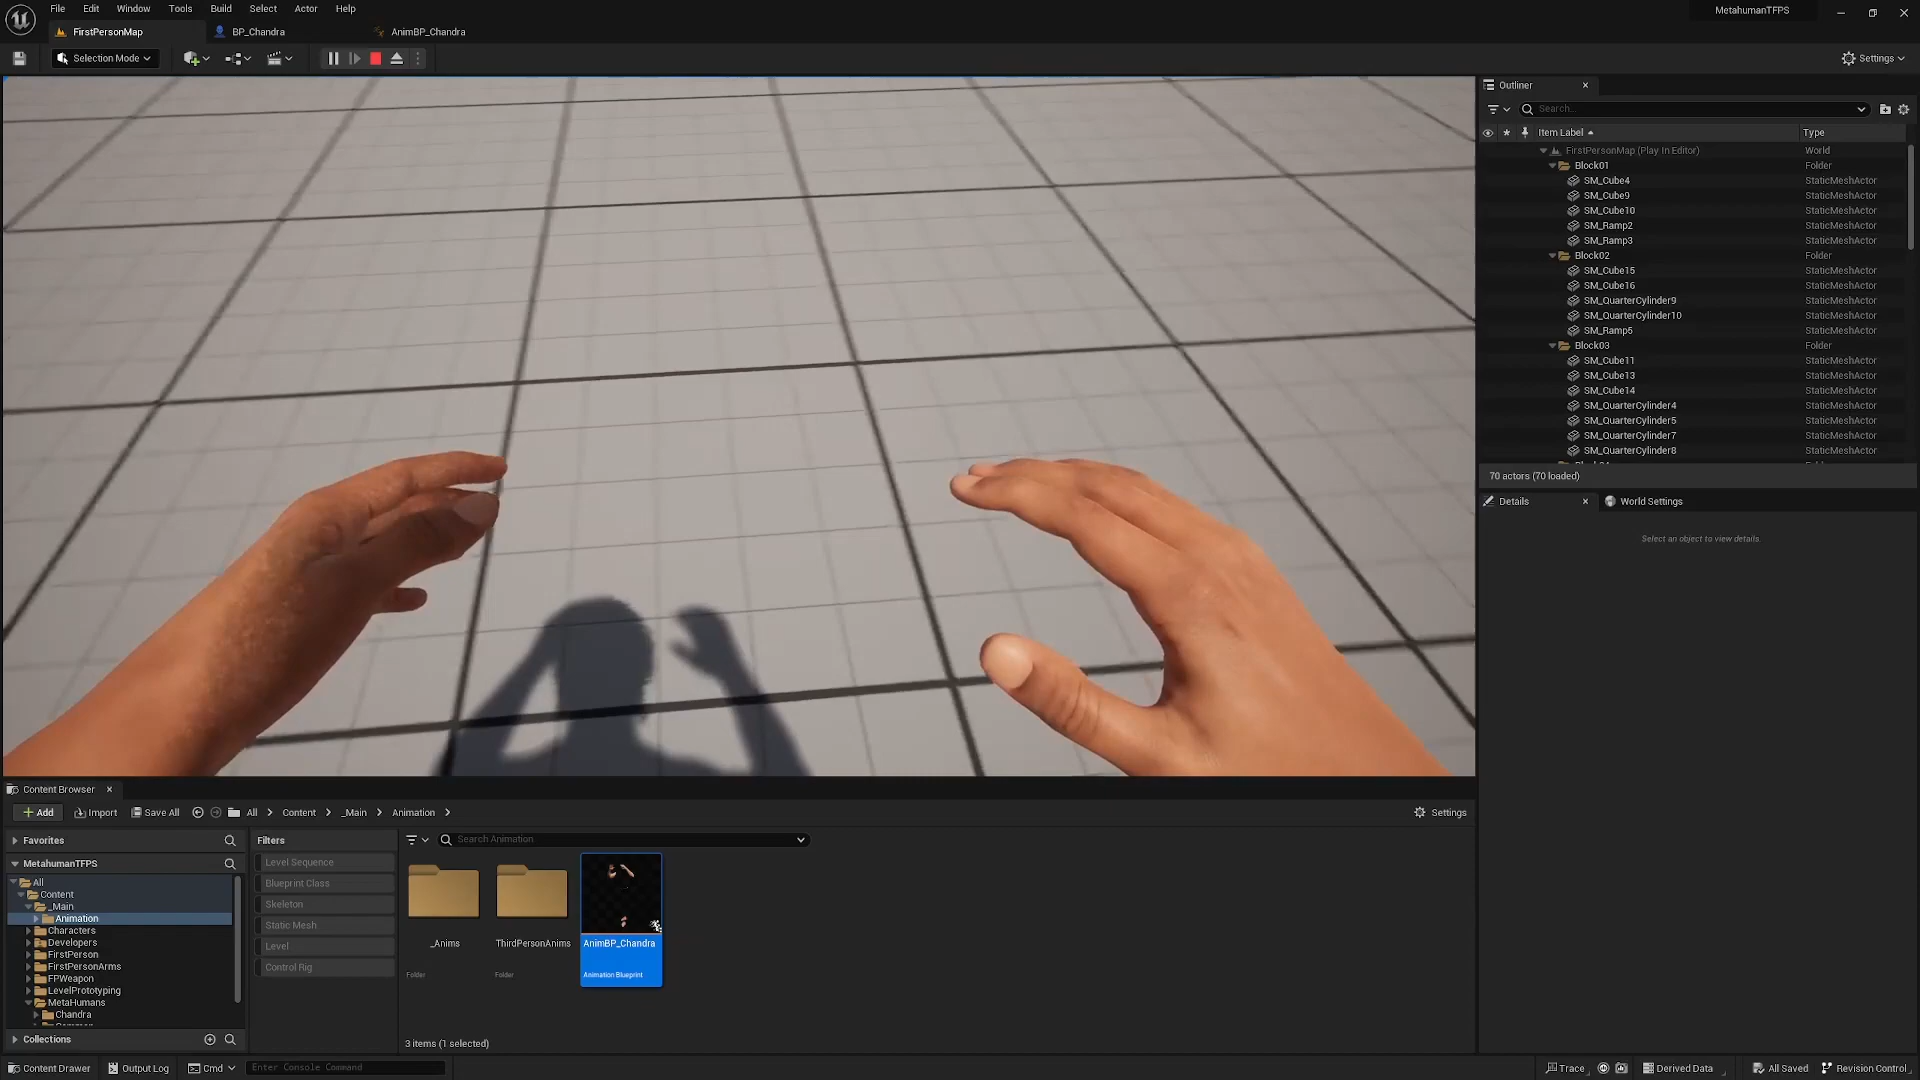 File Edit Window Tools Build Select Actor Help
MetahumanTFPS
FirstPersonMap BP_Chandra AnimBP_Chandra
Selection Mode Settings
Outliner
Search...
Item Label Type
FirstPersonMap (Play In Editor) World
Block01 Folder
SM_Cube4 StaticMeshActor
SM_Cube9 StaticMeshActor
SM_Cube10 StaticMeshActor
SM_Ramp2 StaticMeshActor
SM_Ramp3 StaticMeshActor
Block02 Folder
SM_Cube15 StaticMeshActor
SM_Cube16 StaticMeshActor
SM_QuarterCylinder9 StaticMeshActor
SM_QuarterCylinder10 StaticMeshActor
SM_Ramp5 StaticMeshActor
Block03 Folder
SM_Cube11 StaticMeshActor
SM_Cube13 StaticMeshActor
SM_Cube14 StaticMeshActor
SM_QuarterCylinder4 StaticMeshActor
SM_QuarterCylinder5 StaticMeshActor
SM_QuarterCylinder7 StaticMeshActor
SM_QuarterCylinder8 StaticMeshActor
70 actors (70 loaded)
Details World Settings
Select an object to view details.
Content Browser
Add Import Save All All Content _Main Animation Settings
Favorites
MetahumanTFPS
All
Content
_Main
Animation
Characters
Developers
FirstPerson
FirstPersonArms
FPWeapon
LevelPrototyping
MetaHumans
Chandra
Collections
Filters
Level Sequence
Blueprint Class
Skeleton
Static Mesh
Level
Control Rig
Search Animation
_Anims
Folder
ThirdPersonAnims
Folder
AnimBP_Chandra
Animation Blueprint
3 items (1 selected)
Content Drawer Output Log Cmd Enter Console Command Trace Derived Data All Saved Revision Control